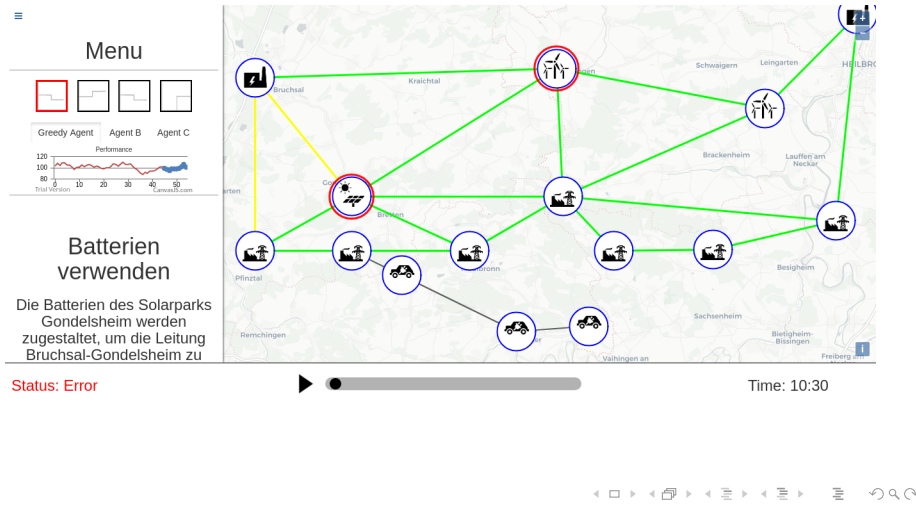 ≡
Menu
Greedy Agent Agent B Agent C
Performance
120
100
80
0 10 20 30 40 50
Trial Version CanvasJS.com
Batterien
verwenden
Die Batterien des Solarparks
Gondelsheim werden
zugestaltet, um die Leitung
Bruchsal-Gondelsheim zu
Bruchsal
Kraichtal
Schwaigern
Leingarten
+
−
Brackenheim
Lauffen am
Neckar
Bretten
Pfinztal
Besigheim
Remchingen
Sachsenheim
Bietigheim-
Bissingen
Vaihingen an
Freiberg am
i
Status: Error
Time: 10:30